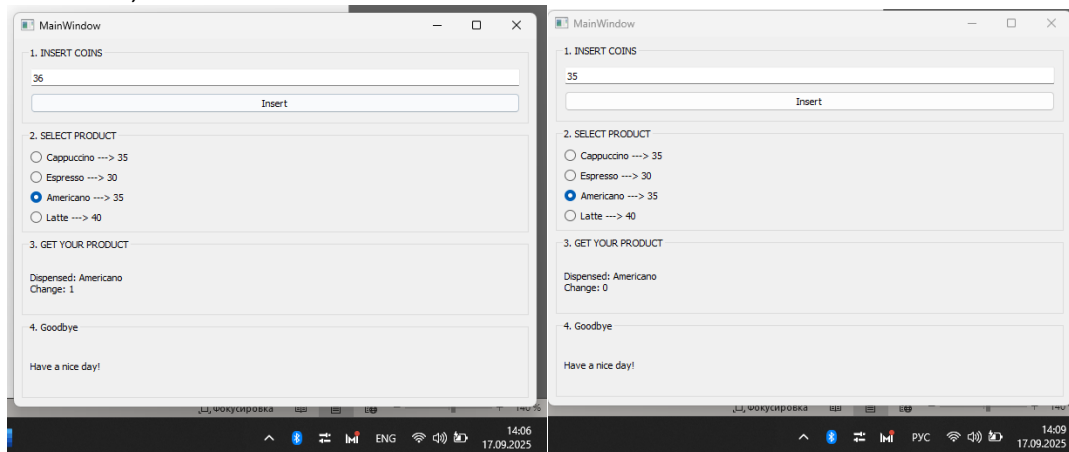 MainWindow
1. INSERT COINS
36
Insert
2. SELECT PRODUCT
Cappuccino ---> 35
Espresso ---> 30
Americano ---> 35
Latte ---> 40
3. GET YOUR PRODUCT
Dispensed: Americano
Change: 1
4. Goodbye
Have a nice day!
Фокусировка
140 %
ENG
14:06
17.09.2025
MainWindow
1. INSERT COINS
35
Insert
2. SELECT PRODUCT
Cappuccino ---> 35
Espresso ---> 30
Americano ---> 35
Latte ---> 40
3. GET YOUR PRODUCT
Dispensed: Americano
Change: 0
4. Goodbye
Have a nice day!
Фокусировка
140
РУС
14:09
17.09.2025